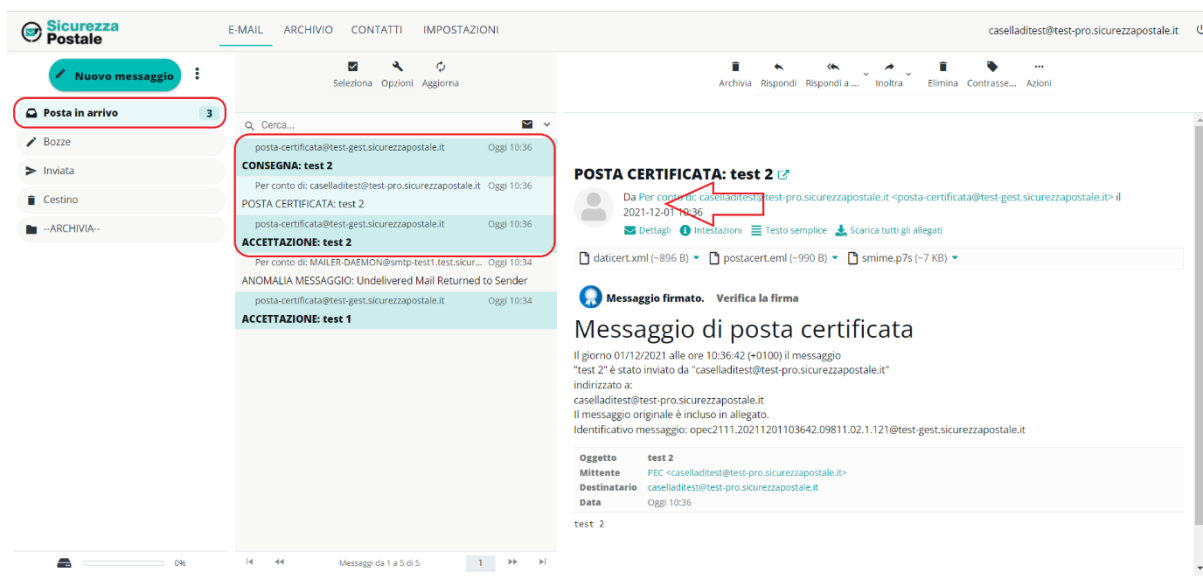 Sicurezza
Postale
E-MAIL ARCHIVIO CONTATTI IMPOSTAZIONI
caselladitest@test-pro.sicurezzapostale.it
Nuovo messaggio
Posta in arrivo 3
Bozze
Inviata
Cestino
--ARCHIVIA--
0%
Seleziona Opzioni Aggiorna
Cerca...
posta-certificata@test-gest.sicurezzapostale.it Oggi 10:36
CONSEGNA: test 2
Per conto di: caselladitest@test-pro.sicurezzapostale.it Oggi 10:36
POSTA CERTIFICATA: test 2
posta-certificata@test-gest.sicurezzapostale.it Oggi 10:36
ACCETTAZIONE: test 2
Per conto di: MAILER-DAEMON@smtp-test1.test.sicur... Oggi 10:34
ANOMALIA MESSAGGIO: Undelivered Mail Returned to Sender
posta-certificata@test-gest.sicurezzapostale.it Oggi 10:34
ACCETTAZIONE: test 1
Messaggi da 1 a 5 di 5 1
Archivia Rispondi Rispondi a ... Inoltra Elimina Contrasse... Azioni
POSTA CERTIFICATA: test 2
Da Per conto di: caselladitest@test-pro.sicurezzapostale.it <posta-certificata@test-gest.sicurezzapostale.it> il
2021-12-01 10:36
Dettagli Intestazioni Testo semplice Scarica tutti gli allegati
daticert.xml (~896 B) postacert.eml (~990 B) smime.p7s (~7 KB)
Messaggio firmato. Verifica la firma
Messaggio di posta certificata
Il giorno 01/12/2021 alle ore 10:36:42 (+0100) il messaggio
"test 2" è stato inviato da "caselladitest@test-pro.sicurezzapostale.it"
indirizzato a:
caselladitest@test-pro.sicurezzapostale.it
Il messaggio originale è incluso in allegato.
Identificativo messaggio: opec2111.20211201103642.09811.02.1.121@test-gest.sicurezzapostale.it
Oggetto test 2
Mittente PEC <caselladitest@test-pro.sicurezzapostale.it>
Destinatario caselladitest@test-pro.sicurezzapostale.it
Data Oggi 10:36
test 2